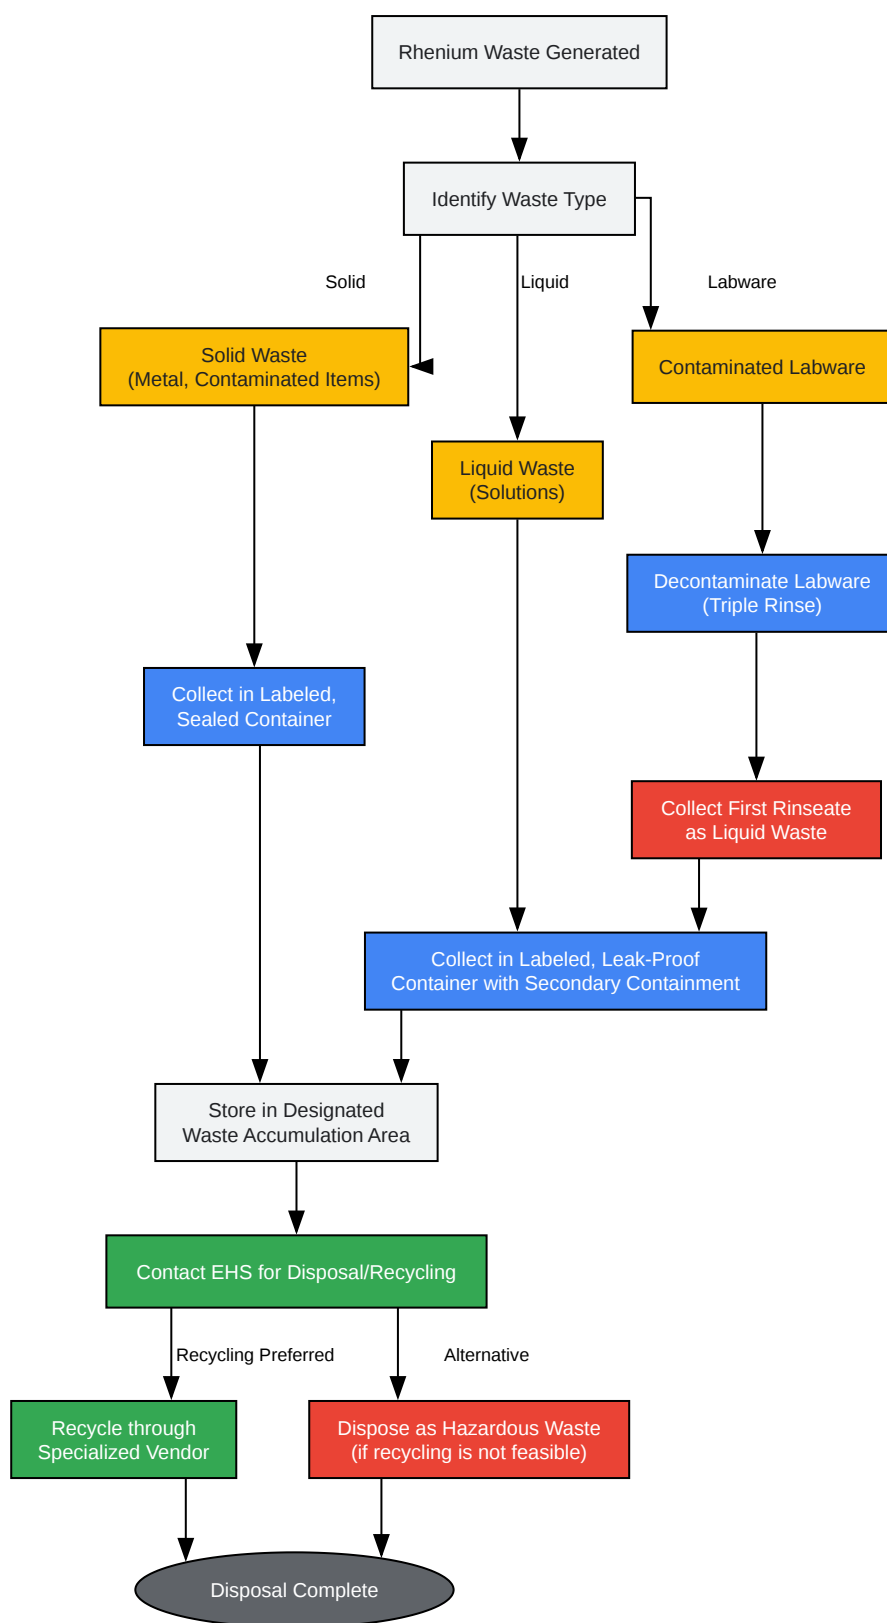 Rhenium Waste Generated
Identify Waste Type
Solid
Liquid
Labware
Solid Waste
(Metal, Contaminated Items)
Contaminated Labware
Liquid Waste
(Solutions)
Decontaminate Labware
(Triple Rinse)
Collect in Labeled,
Sealed Container
Collect First Rinseate
as Liquid Waste
Collect in Labeled, Leak-Proof
Container with Secondary Containment
Store in Designated
Waste Accumulation Area
Contact EHS for Disposal/Recycling
Recycling Preferred
Alternative
Recycle through
Specialized Vendor
Dispose as Hazardous Waste
(if recycling is not feasible)
Disposal Complete